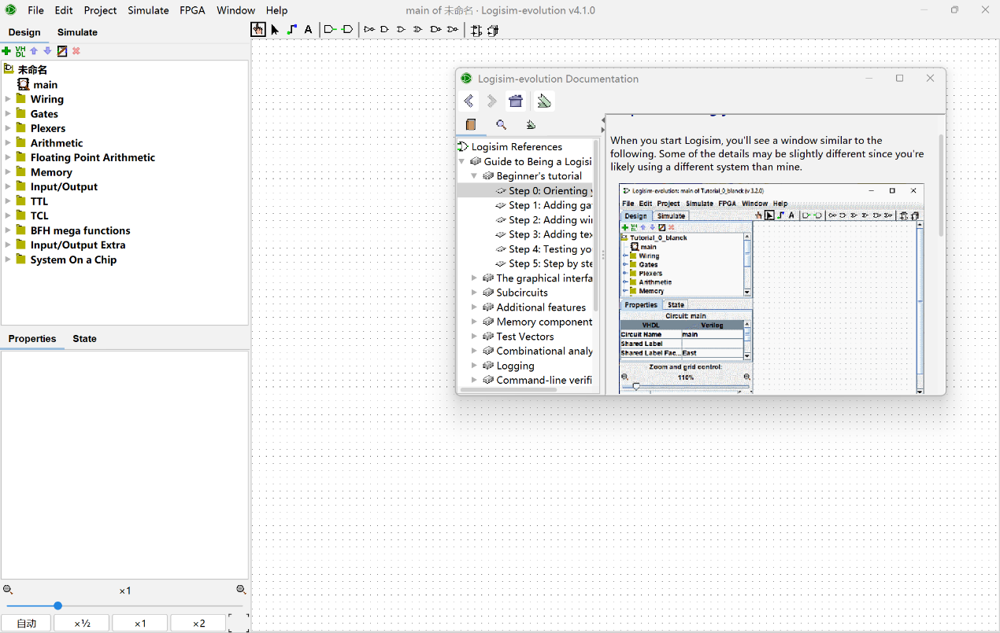 File Edit Project Simulate FPGA Window Help
main of 未命名 · Logisim-evolution v4.1.0
Design Simulate
A
VH
DL
未命名
main
Wiring
Gates
Plexers
Arithmetic
Floating Point Arithmetic
Memory
Input/Output
TTL
TCL
BFH mega functions
Input/Output Extra
System On a Chip
Properties State
×1
自动 ×½ ×1 ×2
Logisim-evolution Documentation
Logisim References
Guide to Being a Logisi
Beginner's tutorial
Step 0: Orienting
Step 1: Adding ga
Step 2: Adding wi
Step 3: Adding te
Step 4: Testing yo
Step 5: Step by ste
The graphical interfa
Subcircuits
Additional features
Memory component
Test Vectors
Combinational analy
Logging
Command-line verifi
When you start Logisim, you'll see a window similar to the
following. Some of the details may be slightly different since you're
likely using a different system than mine.
Logisim-evolution: main of Tutorial_0_blanck (v 3.2.0)
File Edit Project Simulate FPGA Window Help
Design Simulate
A
Tutorial_0_blanck
main
Wiring
Gates
Plexers
Arithmetic
Memory
Properties State
Circuit: main
VHDL Verilog
Circuit Name main
Shared Label
Shared Label Fac... East
Zoom and grid control:
110%